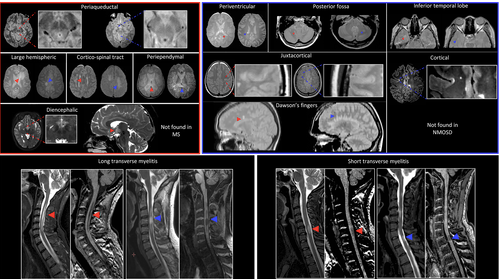 Periaqueductal
Periventricular
Posterior fossa
Inferior temporal lobe
Large hemispheric
Cortico-spinal tract
Periependymal
Juxtacortical
Cortical
Diencephalic
Not found in
MS
Dawson's fingers
Not found in
NMOSD
Long transverse myelitis
Short transverse myelitis